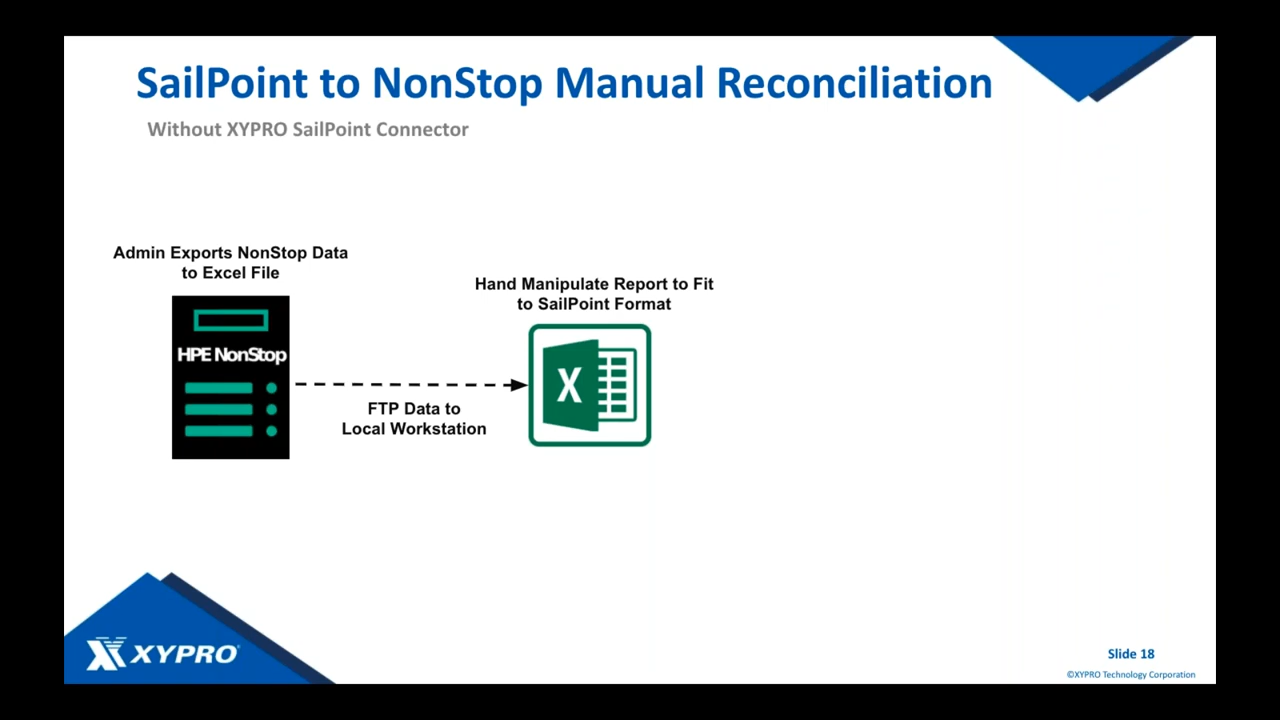 SailPoint to NonStop Manual Reconciliation
Without XYPRO SailPoint Connector
Admin Exports NonStop Data
to Excel File
HPE NonStop
Hand Manipulate Report to Fit
to SailPoint Format
X
FTP Data to
Local Workstation
XYPRO
Slide 18
©XYPRO Technology Corporation